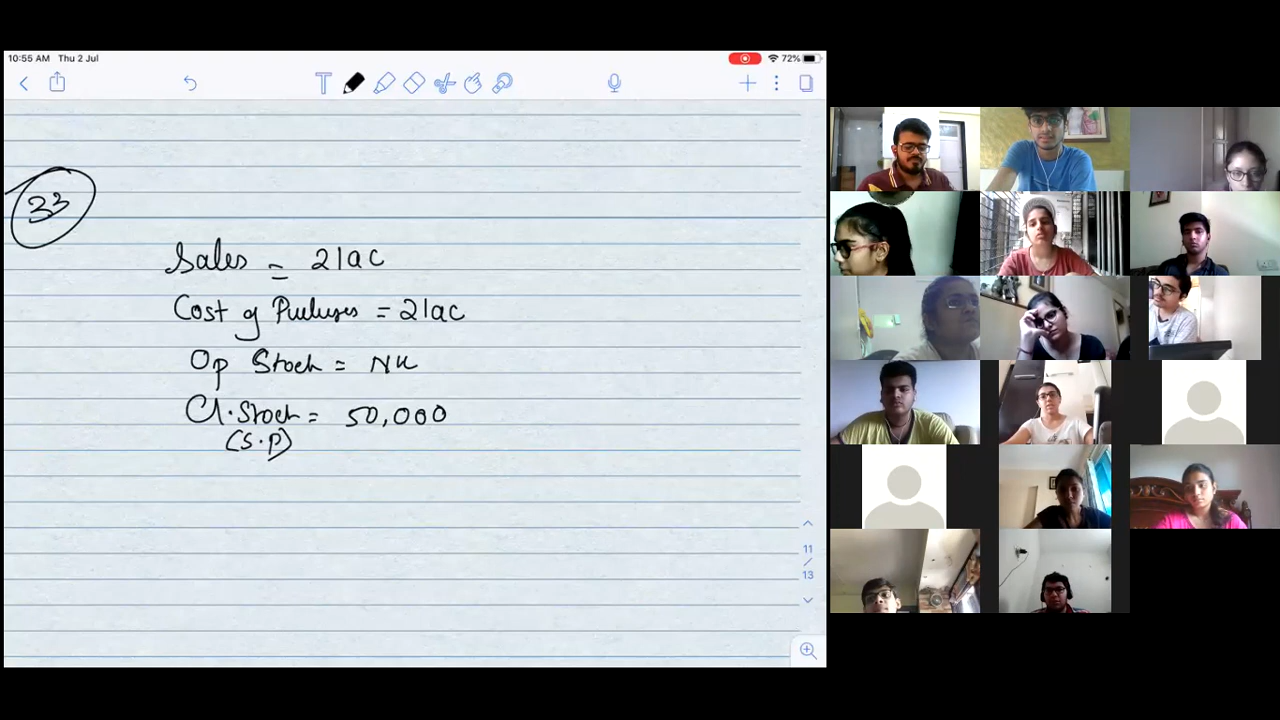 10:55 AM Thu 2 Jul
72%
T
33
Sales = 2lac
Cost of Purchases = 2lac
Op Stock = Nil
Cl. Stock = 50,000
(S.P)
11
/
13